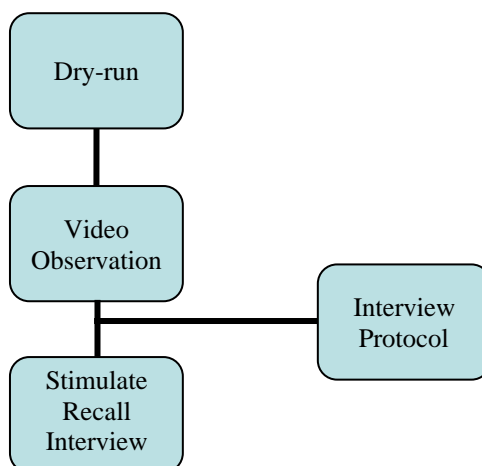 Dry-run
Video
Observation
Interview
Protocol
Stimulate
Recall
Interview